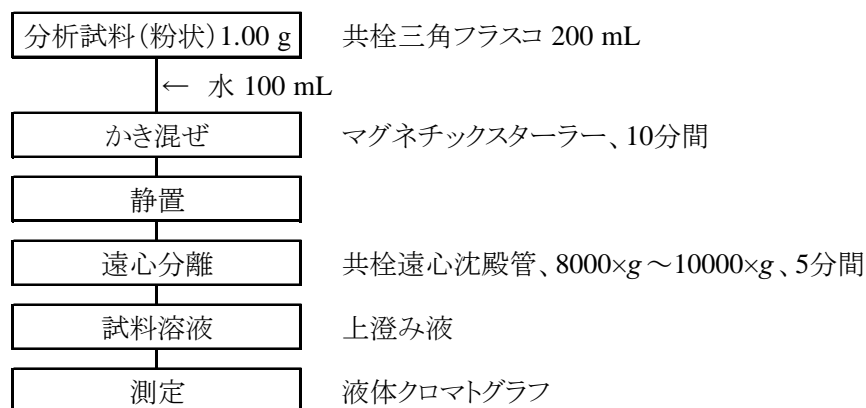 分析試料(粉状)1.00 g 共栓三角フラスコ 200 mL
← 水 100 mL
かき混ぜ マグネチックスターラー、10分間
静置
遠心分離 共栓遠心沈殿管、8000×g～10000×g、5分間
試料溶液 上澄み液
測定 液体クロマトグラフ